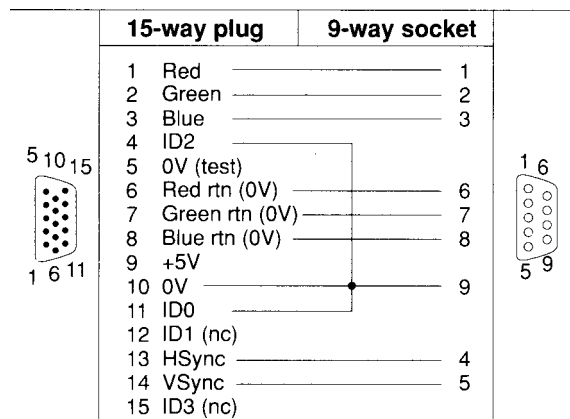 15-way plug 9-way socket
1 Red 1
2 Green 2
3 Blue 3
4 ID2
5 0V (test)
6 Red rtn (0V) 6
7 Green rtn (0V) 7
8 Blue rtn (0V) 8
9 +5V
10 0V 9
11 ID0
12 ID1 (nc)
13 HSync 4
14 VSync 5
15 ID3 (nc)
5 10 15
1 6 11
1 6
5 9